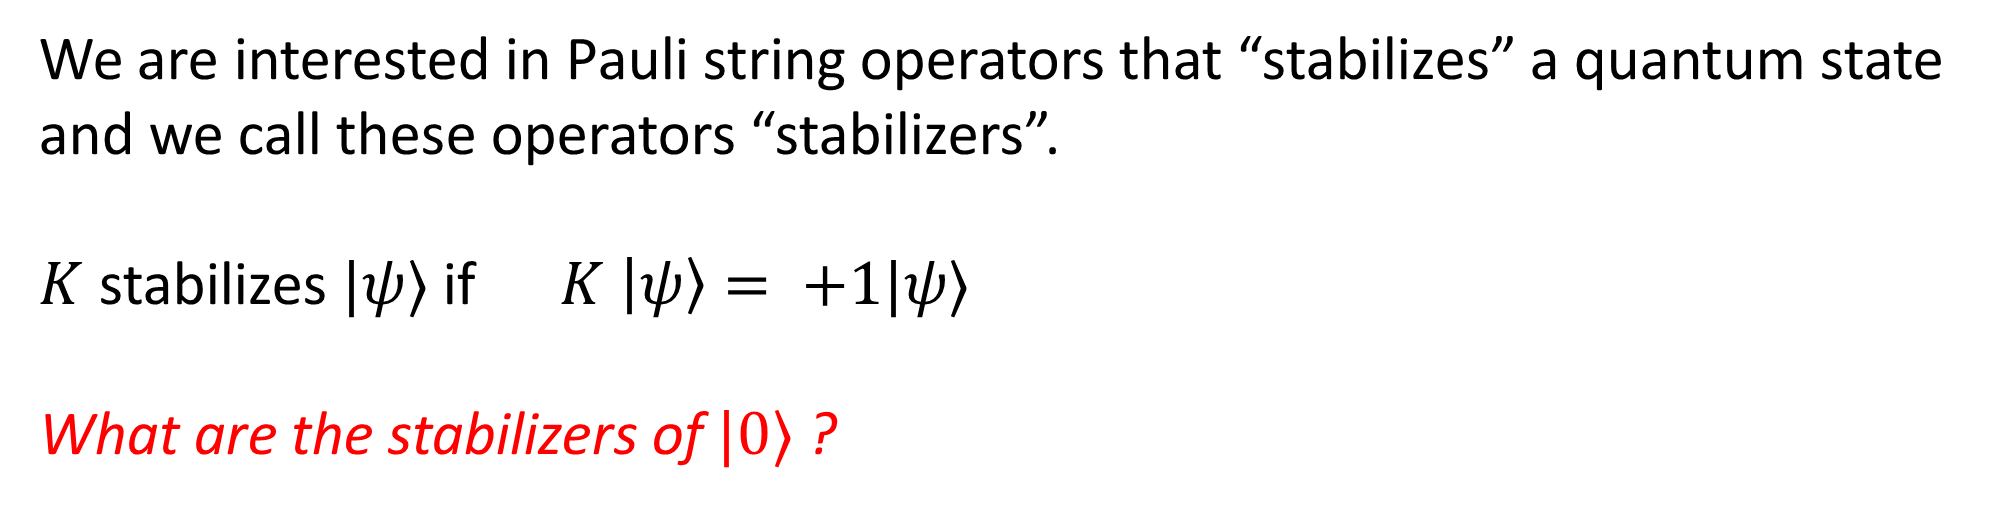 We are interested in Pauli string operators that “stabilizes” a quantum state
and we call these operators “stabilizers”.
K stabilizes |ψ⟩ if K |ψ⟩ = +1|ψ⟩
What are the stabilizers of |0⟩ ?